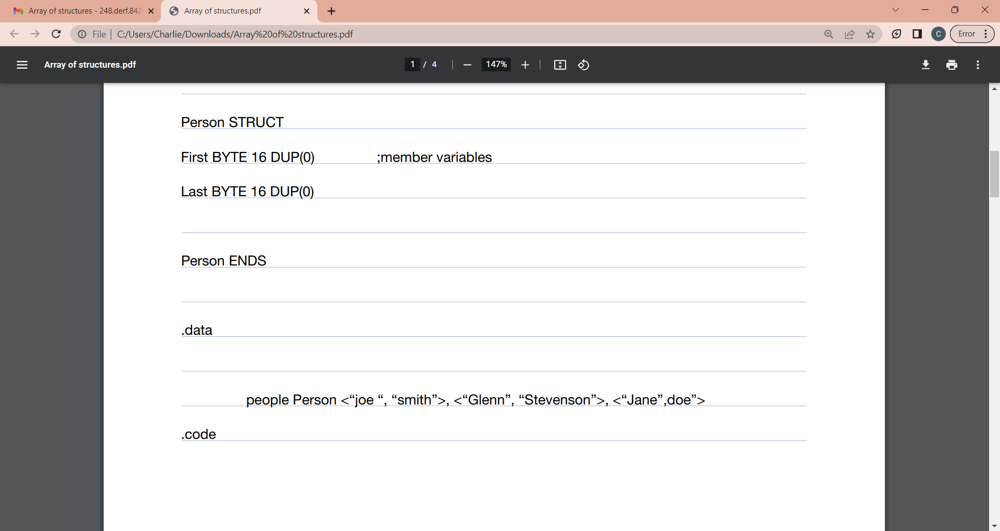 Array of structures - 248.derf.842
Array of structures.pdf
File | C:/Users/Charlie/Downloads/Array%20of%20structures.pdf
C
Error
Array of structures.pdf
1 / 4
147%
Person STRUCT
First BYTE 16 DUP(0) ;member variables
Last BYTE 16 DUP(0)
Person ENDS
.data
people Person <“joe “, “smith”>, <“Glenn”, “Stevenson”>, <“Jane”,doe”>
.code